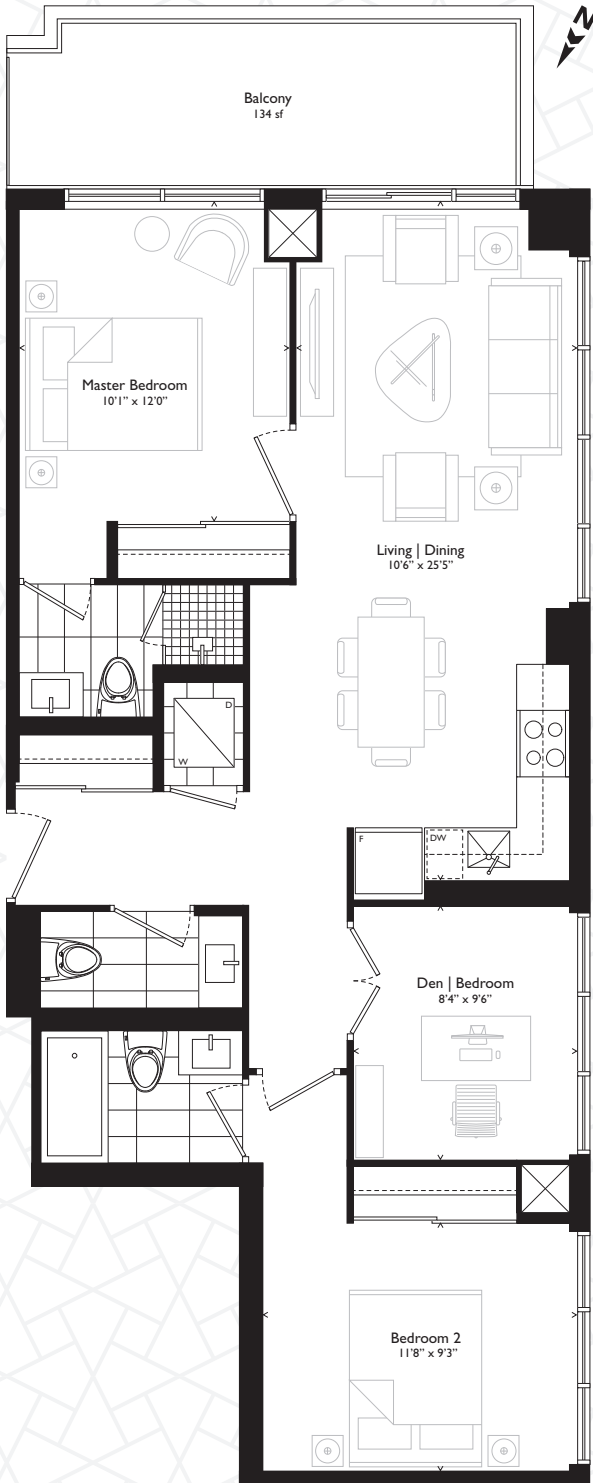 N
Balcony
134 sf
Master Bedroom
10'1" x 12'0"
Living | Dining
10'6" x 25'5"
D
W
F
DW
Den | Bedroom
8'4" x 9'6"
Bedroom 2
11'8" x 9'3"